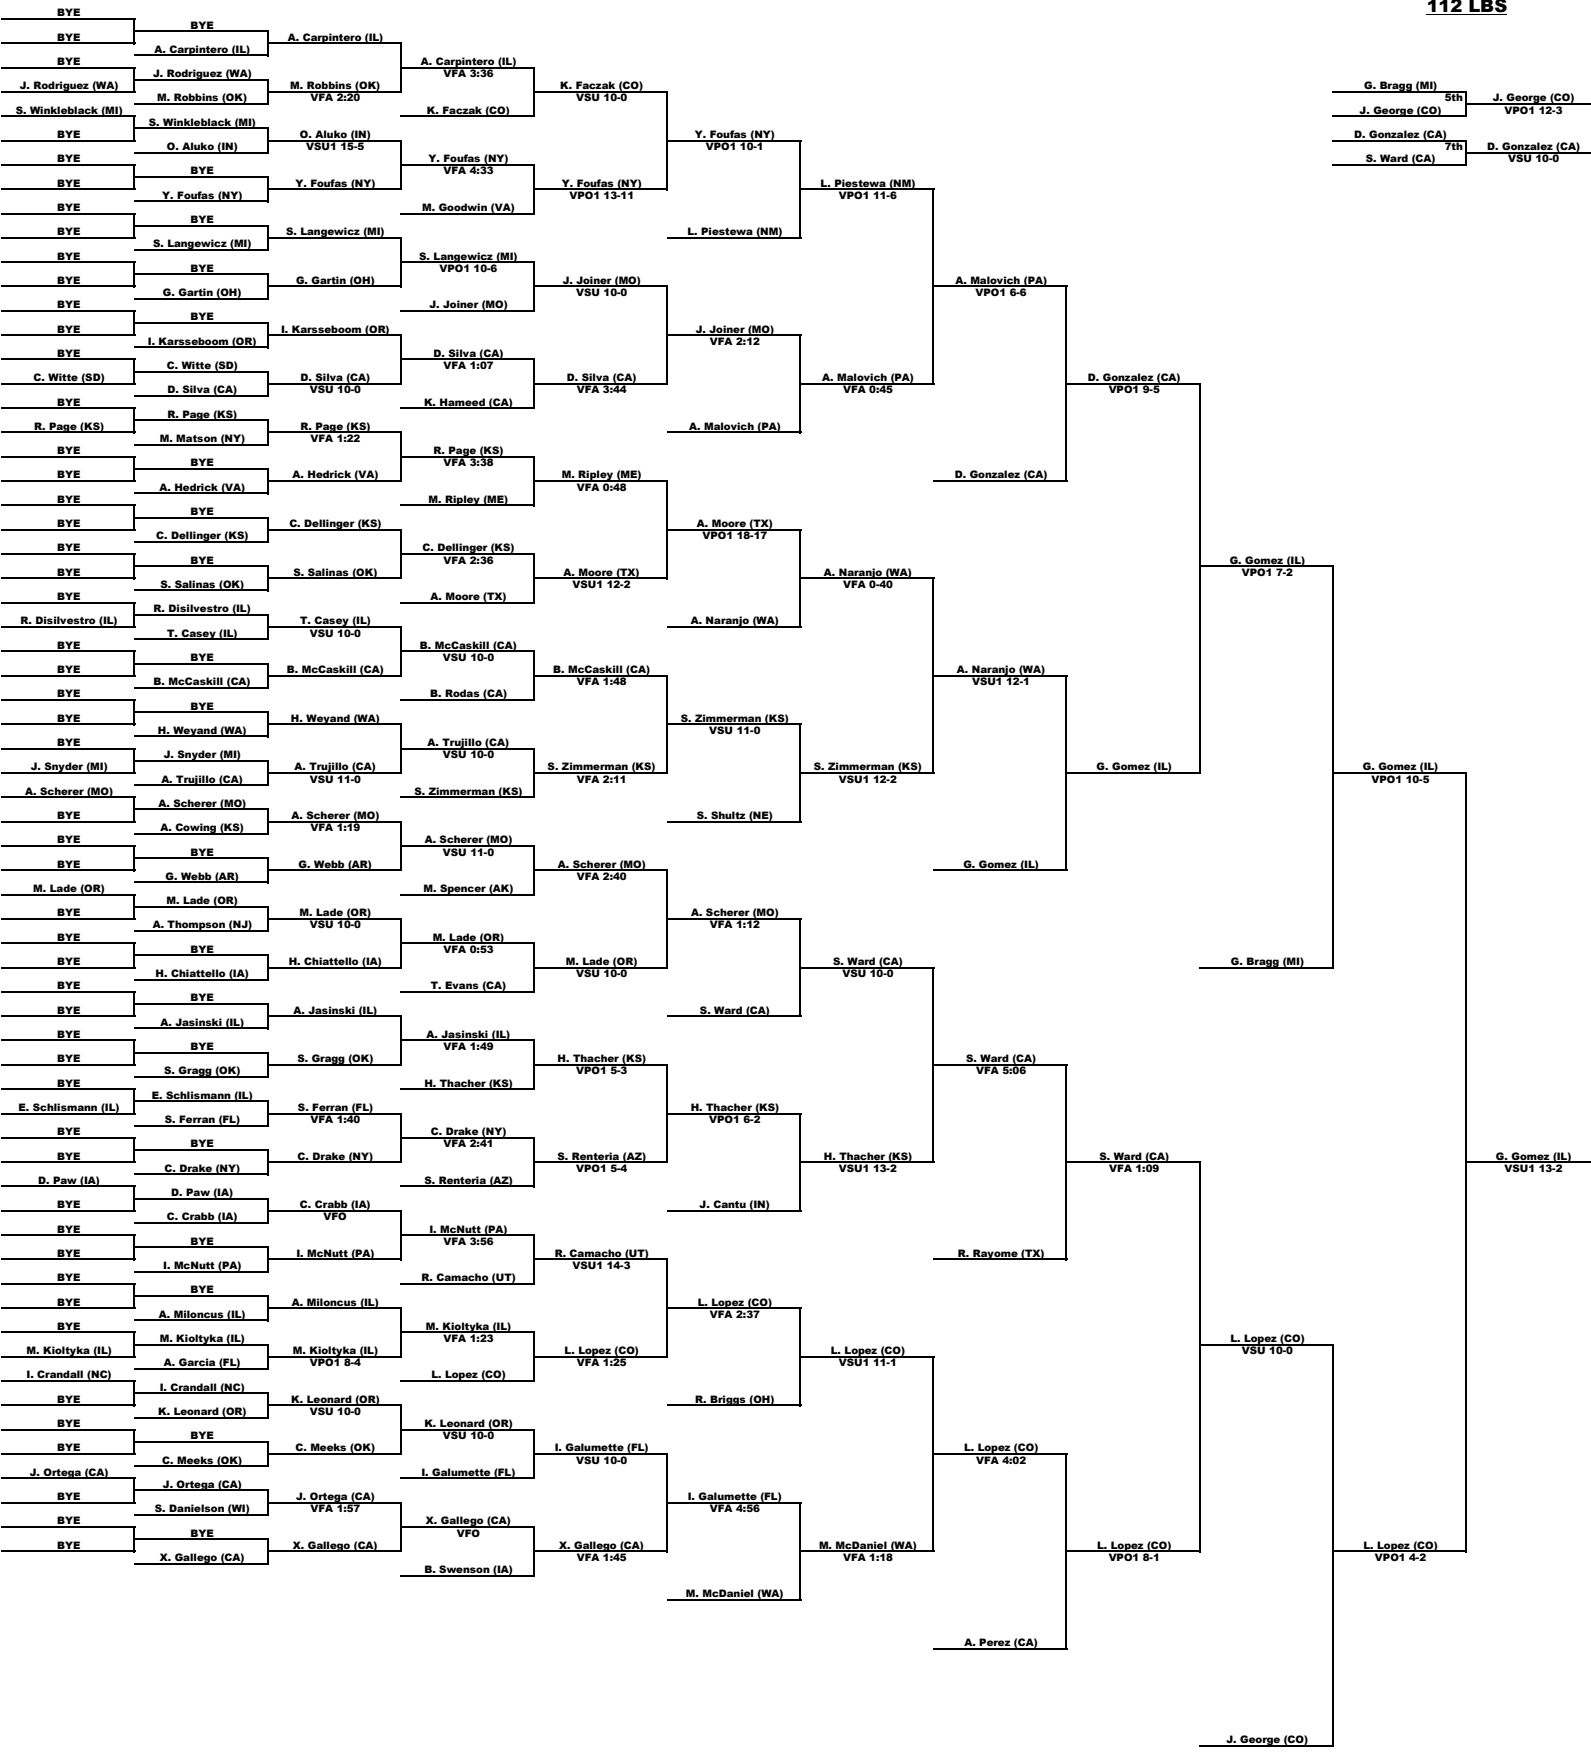 112 LBS
BYE
BYE
BYE
J. Rodriguez (WA)
S. Winkleblack (MI)
BYE
BYE
BYE
BYE
BYE
BYE
BYE
BYE
BYE
BYE
C. Witte (SD)
BYE
R. Page (KS)
BYE
BYE
BYE
BYE
BYE
BYE
BYE
R. Disilvestro (IL)
BYE
BYE
BYE
BYE
BYE
J. Snyder (MI)
A. Scherer (MO)
BYE
BYE
BYE
M. Lade (OR)
BYE
BYE
BYE
BYE
BYE
BYE
BYE
BYE
E. Schlismann (IL)
BYE
BYE
D. Paw (IA)
BYE
BYE
BYE
BYE
BYE
BYE
M. Kioltyka (IL)
I. Crandall (NC)
BYE
BYE
BYE
J. Ortega (CA)
BYE
BYE
BYE
BYE
A. Carpintero (IL)
J. Rodriguez (WA)
M. Robbins (OK)
S. Winkleblack (MI)
O. Aluko (IN)
BYE
Y. Foufas (NY)
BYE
S. Langewicz (MI)
BYE
G. Gartin (OH)
BYE
I. Karsseboom (OR)
C. Witte (SD)
D. Silva (CA)
R. Page (KS)
M. Matson (NY)
BYE
A. Hedrick (VA)
BYE
C. Dellinger (KS)
BYE
S. Salinas (OK)
R. Disilvestro (IL)
T. Casey (IL)
BYE
B. McCaskill (CA)
BYE
H. Weyand (WA)
J. Snyder (MI)
A. Trujillo (CA)
A. Scherer (MO)
A. Cowing (KS)
BYE
G. Webb (AR)
M. Lade (OR)
A. Thompson (NJ)
BYE
H. Chiattello (IA)
BYE
A. Jasinski (IL)
BYE
S. Gragg (OK)
E. Schlismann (IL)
S. Ferran (FL)
BYE
C. Drake (NY)
D. Paw (IA)
C. Crabb (IA)
BYE
I. McNutt (PA)
BYE
A. Miloncus (IL)
M. Kioltyka (IL)
A. Garcia (FL)
I. Crandall (NC)
K. Leonard (OR)
BYE
C. Meeks (OK)
J. Ortega (CA)
S. Danielson (WI)
BYE
X. Gallego (CA)
A. Carpintero (IL)
M. Robbins (OK)
VFA 2:20
O. Aluko (IN)
VSU1 15-5
Y. Foufas (NY)
S. Langewicz (MI)
G. Gartin (OH)
I. Karsseboom (OR)
D. Silva (CA)
VSU 10-0
R. Page (KS)
VFA 1:22
A. Hedrick (VA)
C. Dellinger (KS)
S. Salinas (OK)
T. Casey (IL)
VSU 10-0
B. McCaskill (CA)
H. Weyand (WA)
A. Trujillo (CA)
VSU 11-0
A. Scherer (MO)
VFA 1:19
G. Webb (AR)
M. Lade (OR)
VSU 10-0
H. Chiattello (IA)
A. Jasinski (IL)
S. Gragg (OK)
S. Ferran (FL)
VFA 1:40
C. Drake (NY)
C. Crabb (IA)
VFO
I. McNutt (PA)
A. Miloncus (IL)
M. Kioltyka (IL)
VPO1 8-4
K. Leonard (OR)
VSU 10-0
C. Meeks (OK)
J. Ortega (CA)
VFA 1:57
X. Gallego (CA)
A. Carpintero (IL)
VFA 3:36
K. Faczak (CO)
Y. Foufas (NY)
VFA 4:33
M. Goodwin (VA)
S. Langewicz (MI)
VPO1 10-6
J. Joiner (MO)
D. Silva (CA)
VFA 1:07
K. Hameed (CA)
R. Page (KS)
VFA 3:38
M. Ripley (ME)
C. Dellinger (KS)
VFA 2:36
A. Moore (TX)
B. McCaskill (CA)
VSU 10-0
B. Rodas (CA)
A. Trujillo (CA)
VSU 10-0
S. Zimmerman (KS)
A. Scherer (MO)
VSU 11-0
M. Spencer (AK)
M. Lade (OR)
VFA 0:53
T. Evans (CA)
A. Jasinski (IL)
VFA 1:49
H. Thacher (KS)
C. Drake (NY)
VFA 2:41
S. Renteria (AZ)
I. McNutt (PA)
VFA 3:56
R. Camacho (UT)
M. Kioltyka (IL)
VFA 1:23
L. Lopez (CO)
K. Leonard (OR)
VSU 10-0
I. Galumette (FL)
X. Gallego (CA)
VFO
B. Swenson (IA)
K. Faczak (CO)
VSU 10-0
Y. Foufas (NY)
VPO1 13-11
J. Joiner (MO)
VSU 10-0
D. Silva (CA)
VFA 3:44
M. Ripley (ME)
VFA 0:48
A. Moore (TX)
VSU1 12-2
B. McCaskill (CA)
VFA 1:48
S. Zimmerman (KS)
VFA 2:11
A. Scherer (MO)
VFA 2:40
M. Lade (OR)
VSU 10-0
H. Thacher (KS)
VPO1 5-3
S. Renteria (AZ)
VPO1 5-4
R. Camacho (UT)
VSU1 14-3
L. Lopez (CO)
VFA 1:25
I. Galumette (FL)
VSU 10-0
X. Gallego (CA)
VFA 1:45
Y. Foufas (NY)
VPO1 10-1
L. Piestewa (NM)
J. Joiner (MO)
VFA 2:12
A. Malovich (PA)
A. Moore (TX)
VPO1 18-17
A. Naranjo (WA)
S. Zimmerman (KS)
VSU 11-0
S. Shultz (NE)
A. Scherer (MO)
VFA 1:12
S. Ward (CA)
H. Thacher (KS)
VPO1 6-2
J. Cantu (IN)
L. Lopez (CO)
VFA 2:37
R. Briggs (OH)
I. Galumette (FL)
VFA 4:56
M. McDaniel (WA)
L. Piestewa (NM)
VPO1 11-6
A. Malovich (PA)
VFA 0:45
A. Naranjo (WA)
VFA 0-40
S. Zimmerman (KS)
VSU1 12-2
S. Ward (CA)
VSU 10-0
H. Thacher (KS)
VSU1 13-2
L. Lopez (CO)
VSU1 11-1
M. McDaniel (WA)
VFA 1:18
A. Malovich (PA)
VPO1 6-6
D. Gonzalez (CA)
A. Naranjo (WA)
VSU1 12-1
G. Gomez (IL)
S. Ward (CA)
VFA 5:06
R. Rayome (TX)
L. Lopez (CO)
VFA 4:02
A. Perez (CA)
D. Gonzalez (CA)
VPO1 9-5
G. Gomez (IL)
S. Ward (CA)
VFA 1:09
L. Lopez (CO)
VPO1 8-1
G. Gomez (IL)
VPO1 7-2
G. Bragg (MI)
L. Lopez (CO)
VSU 10-0
J. George (CO)
G. Gomez (IL)
VPO1 10-5
L. Lopez (CO)
VPO1 4-2
G. Gomez (IL)
VSU1 13-2
G. Bragg (MI)
5th
J. George (CO)
J. George (CO)
VPO1 12-3
D. Gonzalez (CA)
7th
S. Ward (CA)
D. Gonzalez (CA)
VSU 10-0